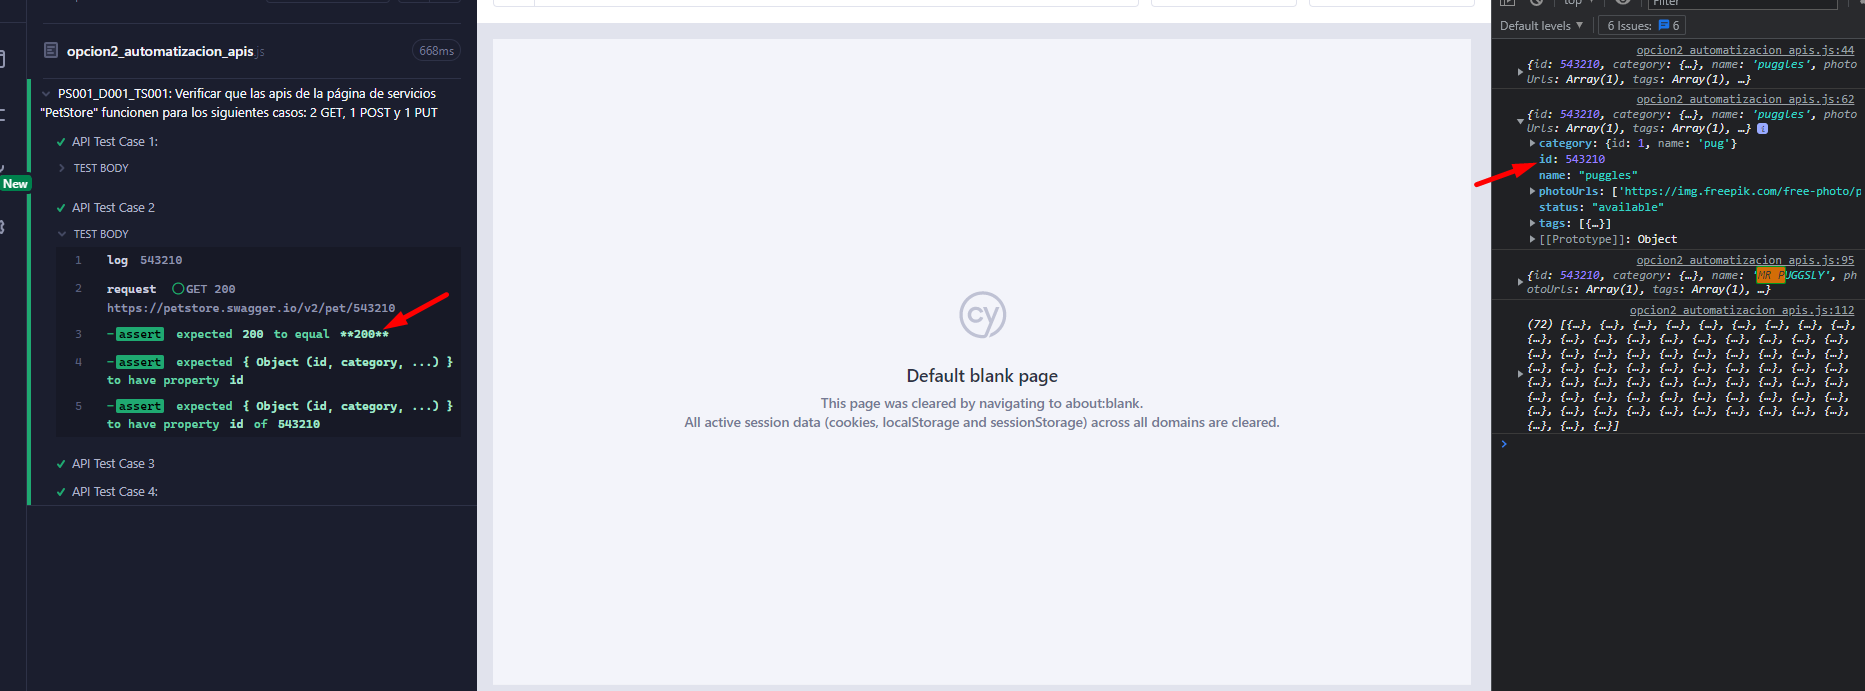 opcion2_automatizacion_apis.js
668ms
PS001_D001_TS001: Verificar que las apis de la página de servicios
"PetStore" funcionen para los siguientes casos: 2 GET, 1 POST y 1 PUT
API Test Case 1:
TEST BODY
New
API Test Case 2
TEST BODY
1 log 543210
2 request GET 200
https://petstore.swagger.io/v2/pet/543210
3 -assert expected 200 to equal **200**
4 -assert expected { Object (id, category, ...) }
to have property id
5 -assert expected { Object (id, category, ...) }
to have property id of 543210
API Test Case 3
API Test Case 4:
cy
Default blank page
This page was cleared by navigating to about:blank.
All active session data (cookies, localStorage and sessionStorage) across all domains are cleared.
top
Filter
Default levels
6 Issues: 6
opcion2_automatizacion_apis.js:44
{id: 543210, category: {…}, name: 'puggles', photo
Urls: Array(1), tags: Array(1), …}
opcion2_automatizacion_apis.js:62
{id: 543210, category: {…}, name: 'puggles', photo
Urls: Array(1), tags: Array(1), …} i
category: {id: 1, name: 'pug'}
id: 543210
name: "puggles"
photoUrls: ['https://img.freepik.com/free-photo/p
status: "available"
tags: [{…}]
[[Prototype]]: Object
opcion2_automatizacion_apis.js:95
{id: 543210, category: {…}, name: 'MR PUGGSLY', ph
otoUrls: Array(1), tags: Array(1), …}
opcion2_automatizacion_apis.js:112
(72) [{…}, {…}, {…}, {…}, {…}, {…}, {…}, {…}, {…},
{…}, {…}, {…}, {…}, {…}, {…}, {…}, {…}, {…}, {…},
{…}, {…}, {…}, {…}, {…}, {…}, {…}, {…}, {…}, {…},
{…}, {…}, {…}, {…}, {…}, {…}, {…}, {…}, {…}, {…},
{…}, {…}, {…}, {…}, {…}, {…}, {…}, {…}, {…}, {…},
{…}, {…}, {…}, {…}, {…}, {…}, {…}, {…}, {…}, {…},
{…}, {…}, {…}, {…}, {…}, {…}, {…}, {…}, {…}, {…},
{…}, {…}, {…}]